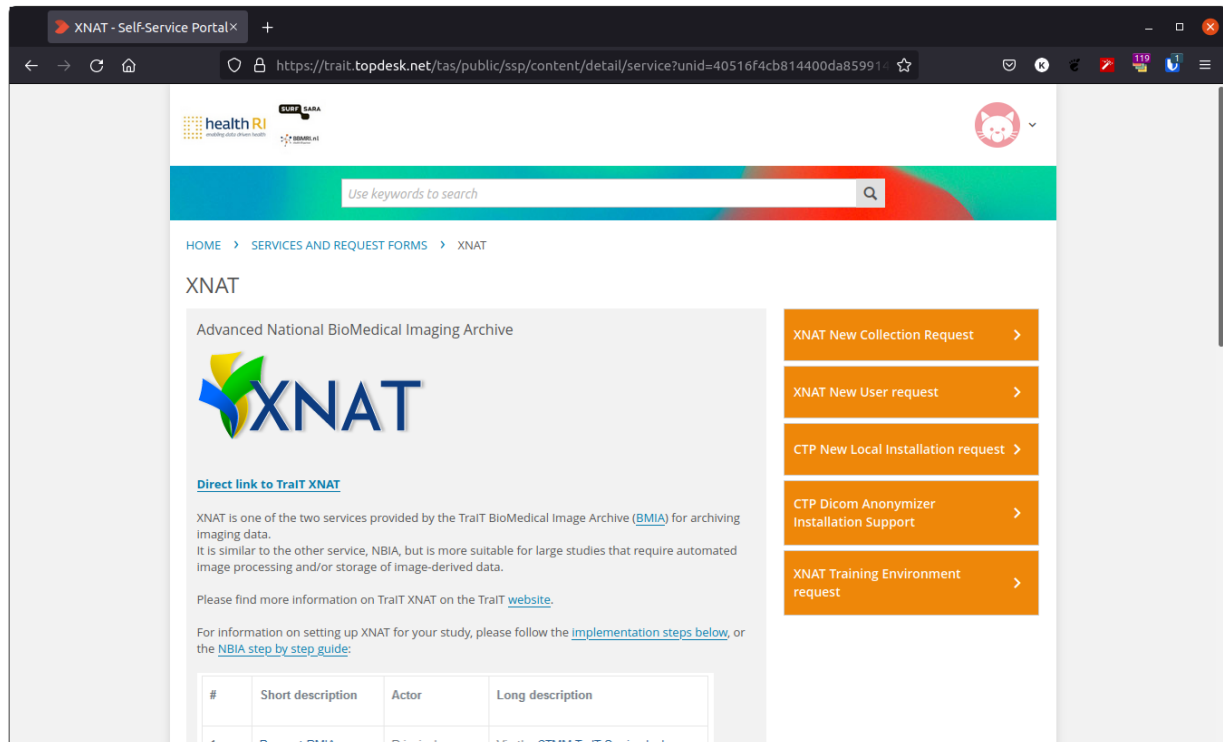 XNAT - Self-Service Portal
https://trait.topdesk.net/tas/public/ssp/content/detail/service?unid=40516f4cb814400da859914
K
119
1
health RI
enabling data driven health
SURF SARA
BBMRI.nl
Use keywords to search
HOME > SERVICES AND REQUEST FORMS > XNAT
XNAT
Advanced National BioMedical Imaging Archive
XNAT
Direct link to TraIT XNAT
XNAT is one of the two services provided by the TraIT BioMedical Image Archive (BMIA) for archiving
imaging data.
It is similar to the other service, NBIA, but is more suitable for large studies that require automated
image processing and/or storage of image-derived data.
Please find more information on TraIT XNAT on the TraIT website.
For information on setting up XNAT for your study, please follow the implementation steps below, or
the NBIA step by step guide:
# Short description Actor Long description
XNAT New Collection Request
XNAT New User request
CTP New Local Installation request
CTP Dicom Anonymizer
Installation Support
XNAT Training Environment
request